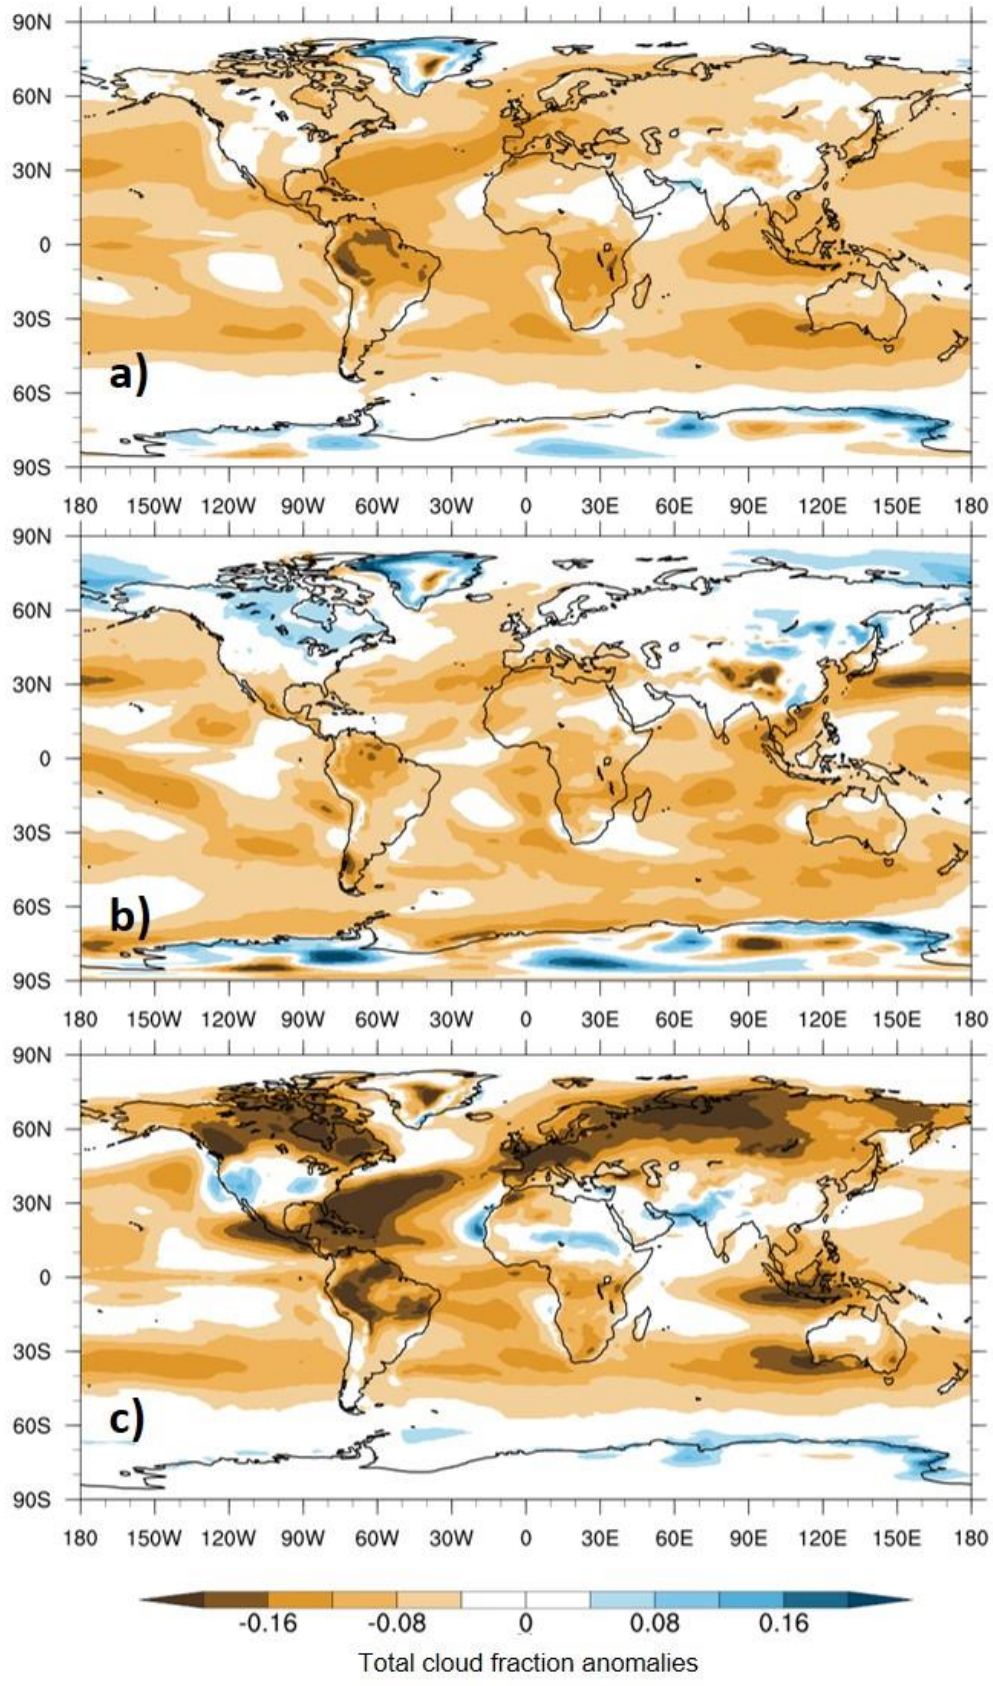 90N
60N
30N
0
30S
60S
90S
a)
180 150W 120W 90W 60W 30W 0 30E 60E 90E 120E 150E 180
90N
60N
30N
0
30S
60S
90S
b)
180 150W 120W 90W 60W 30W 0 30E 60E 90E 120E 150E 180
90N
60N
30N
0
30S
60S
90S
c)
180 150W 120W 90W 60W 30W 0 30E 60E 90E 120E 150E 180
-0.16 -0.08 0 0.08 0.16
Total cloud fraction anomalies